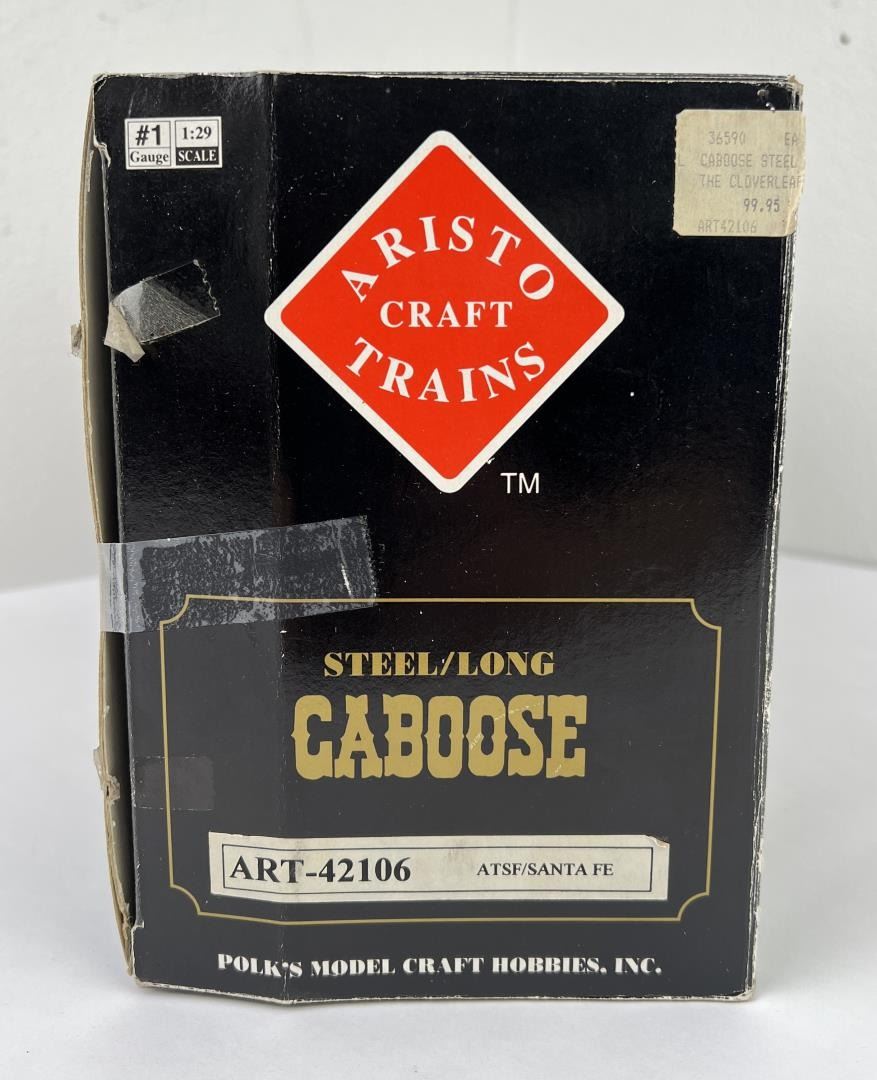 #1 Gauge
1:29 SCALE
36590 EA
CABOOSE STEEL
THE CLOVERLEAF
99.95
ART42106
ARISTO
CRAFT
TRAINS
TM
STEEL/LONG
CABOOSE
ART-42106 ATSF/SANTA FE
POLK'S MODEL CRAFT HOBBIES, INC.